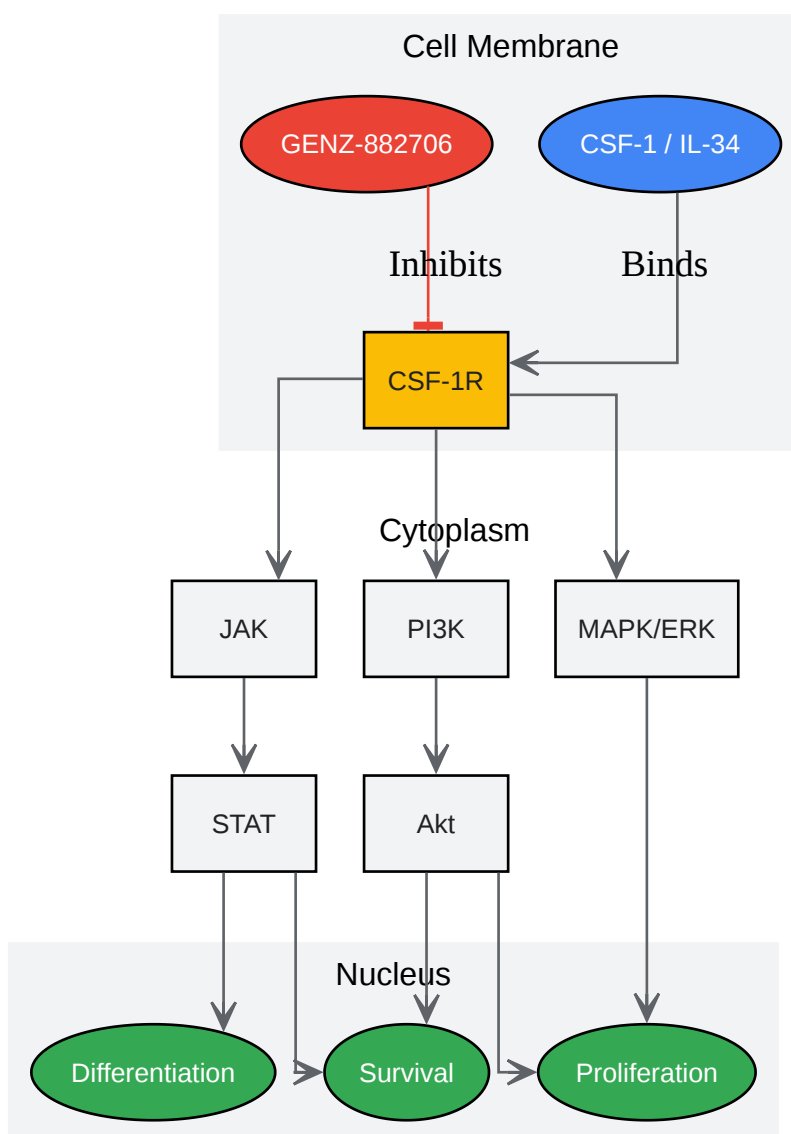 Cell Membrane
GENZ-882706
CSF-1 / IL-34
Inhibits
Binds
CSF-1R
Cytoplasm
JAK
PI3K
MAPK/ERK
STAT
Akt
Nucleus
Differentiation
Survival
Proliferation